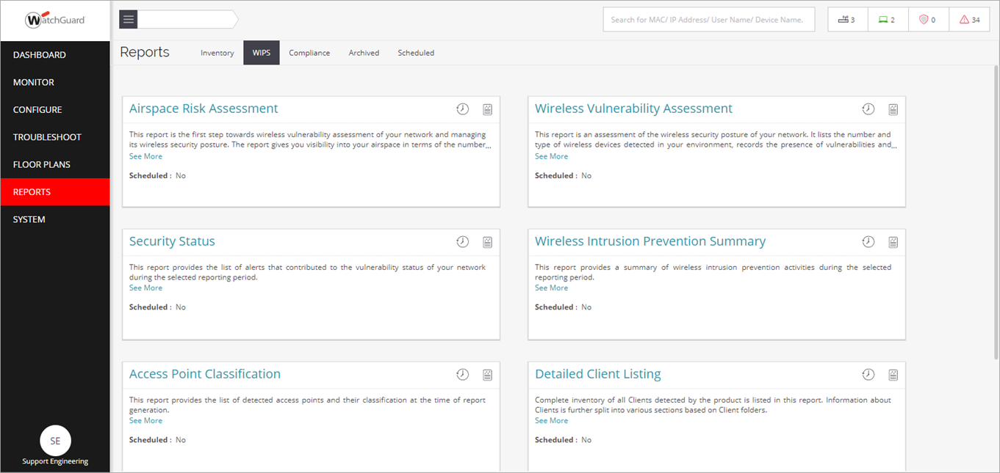 WatchGuard
Search for MAC/ IP Address/ User Name/ Device Name.
3
2
0
34
DASHBOARD
MONITOR
CONFIGURE
TROUBLESHOOT
FLOOR PLANS
REPORTS
SYSTEM
SE
Support Engineering
Reports
Inventory
WIPS
Compliance
Archived
Scheduled
Airspace Risk Assessment
This report is the first step towards wireless vulnerability assessment of your network and managing
its wireless security posture. The report gives you visibility into your airspace in terms of the number...
See More
Scheduled : No
Wireless Vulnerability Assessment
This report is an assessment of the wireless security posture of your network. It lists the number and
type of wireless devices detected in your environment, records the presence of vulnerabilities and...
See More
Scheduled : No
Security Status
This report provides the list of alerts that contributed to the vulnerability status of your network
during the selected reporting period.
See More
Scheduled : No
Wireless Intrusion Prevention Summary
This report provides a summary of wireless intrusion prevention activities during the selected
reporting period.
See More
Scheduled : No
Access Point Classification
This report provides the list of detected access points and their classification at the time of report
generation.
See More
Scheduled : No
Detailed Client Listing
Complete inventory of all Clients detected by the product is listed in this report. Information about
Clients is further split into various sections based on Client folders.
See More
Scheduled : No